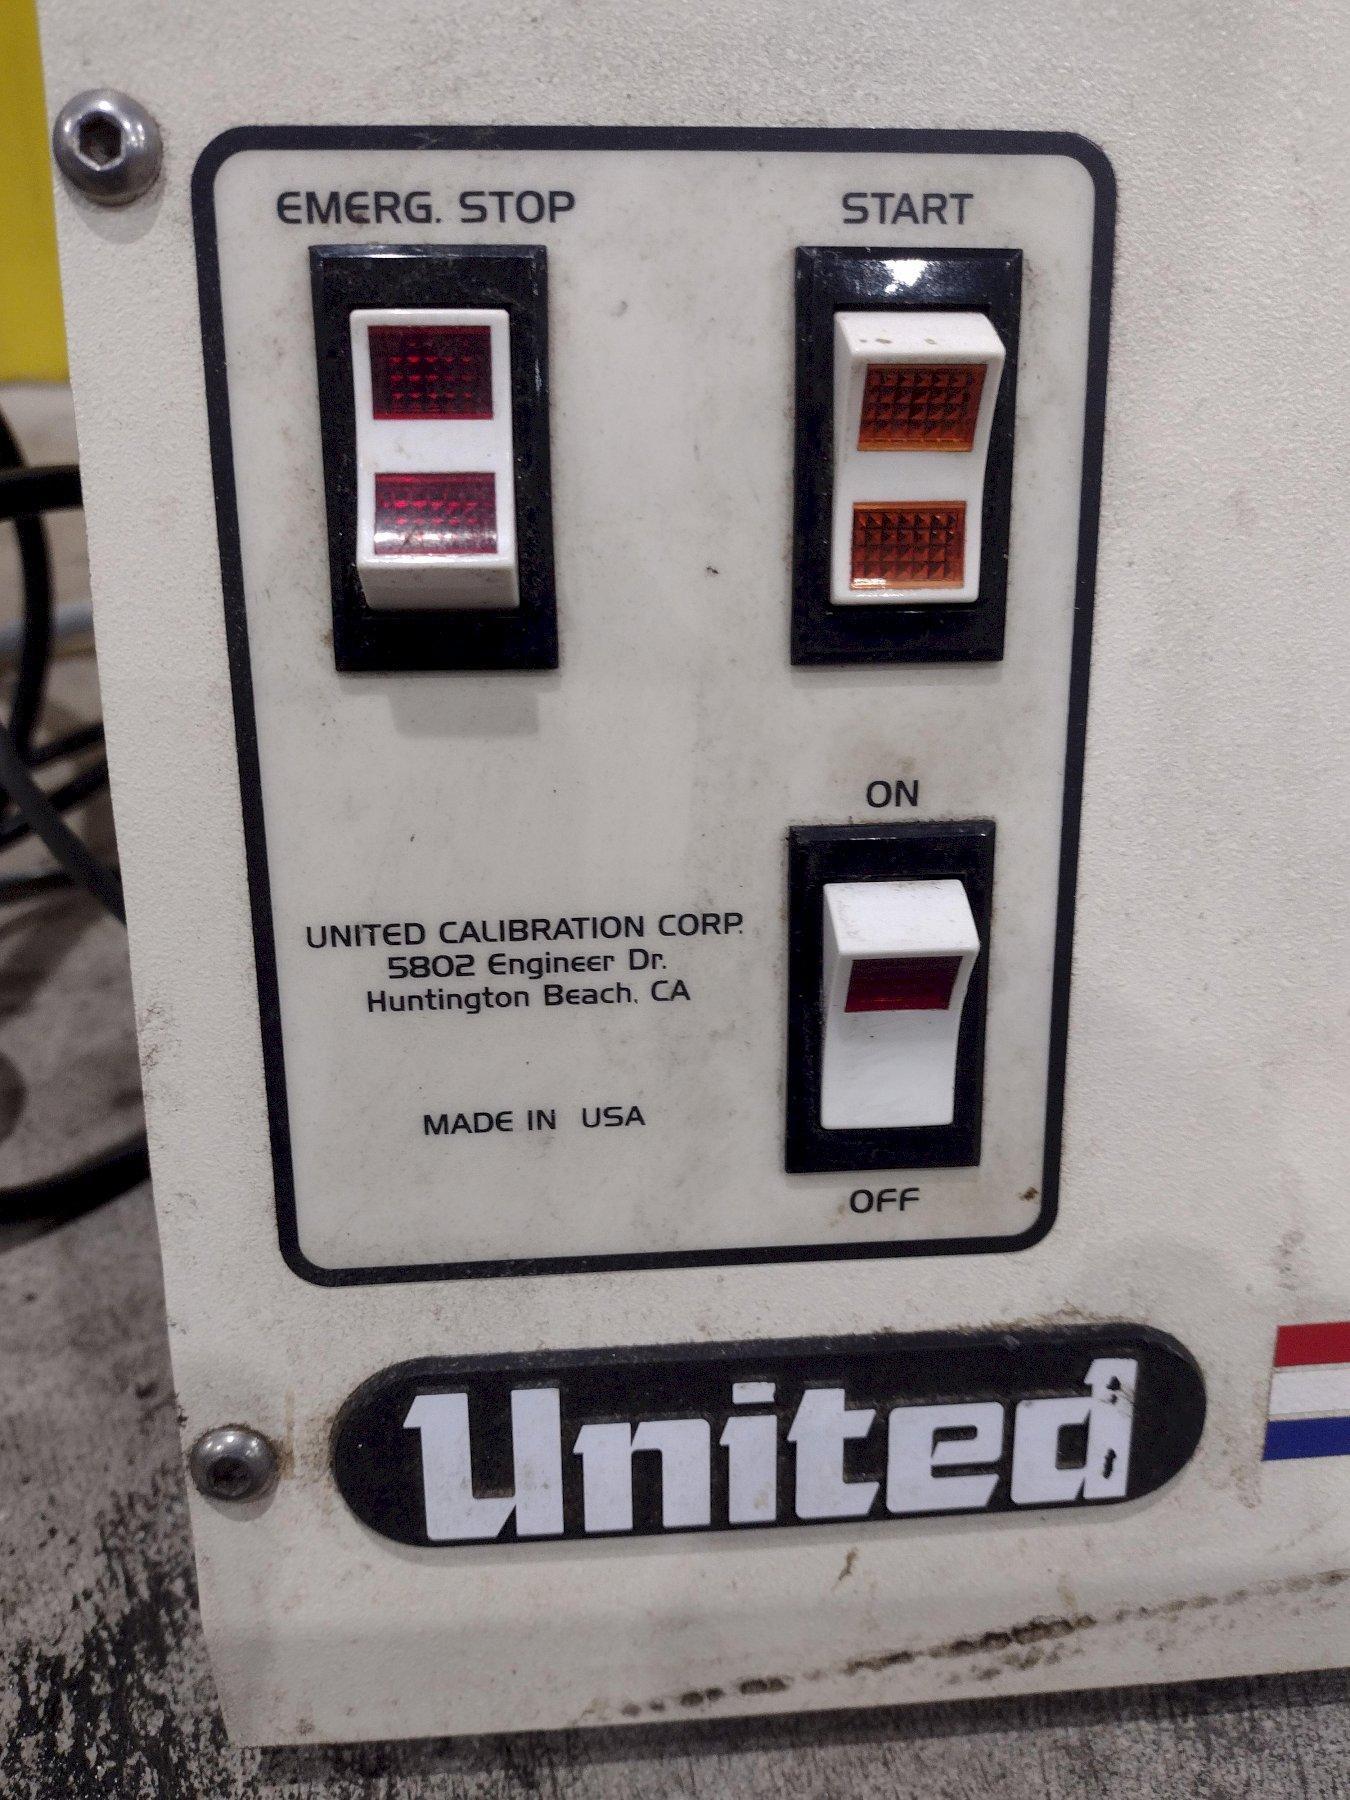 EMERG. STOP
START
ON
UNITED CALIBRATION CORP.
5802 Engineer Dr.
Huntington Beach. CA
MADE IN USA
OFF
United